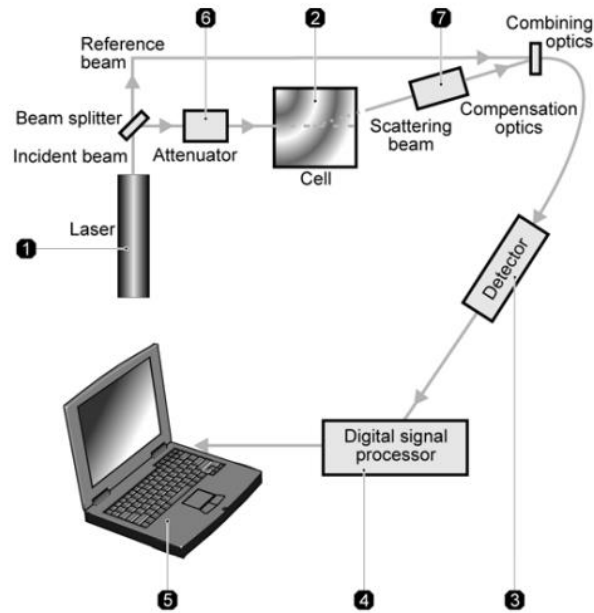 6
2
7
Combining
optics
Reference
beam
Beam splitter
Incident beam
Attenuator
Cell
Scattering
beam
Compensation
optics
Laser
1
Detector
Digital signal
processor
5
4
3